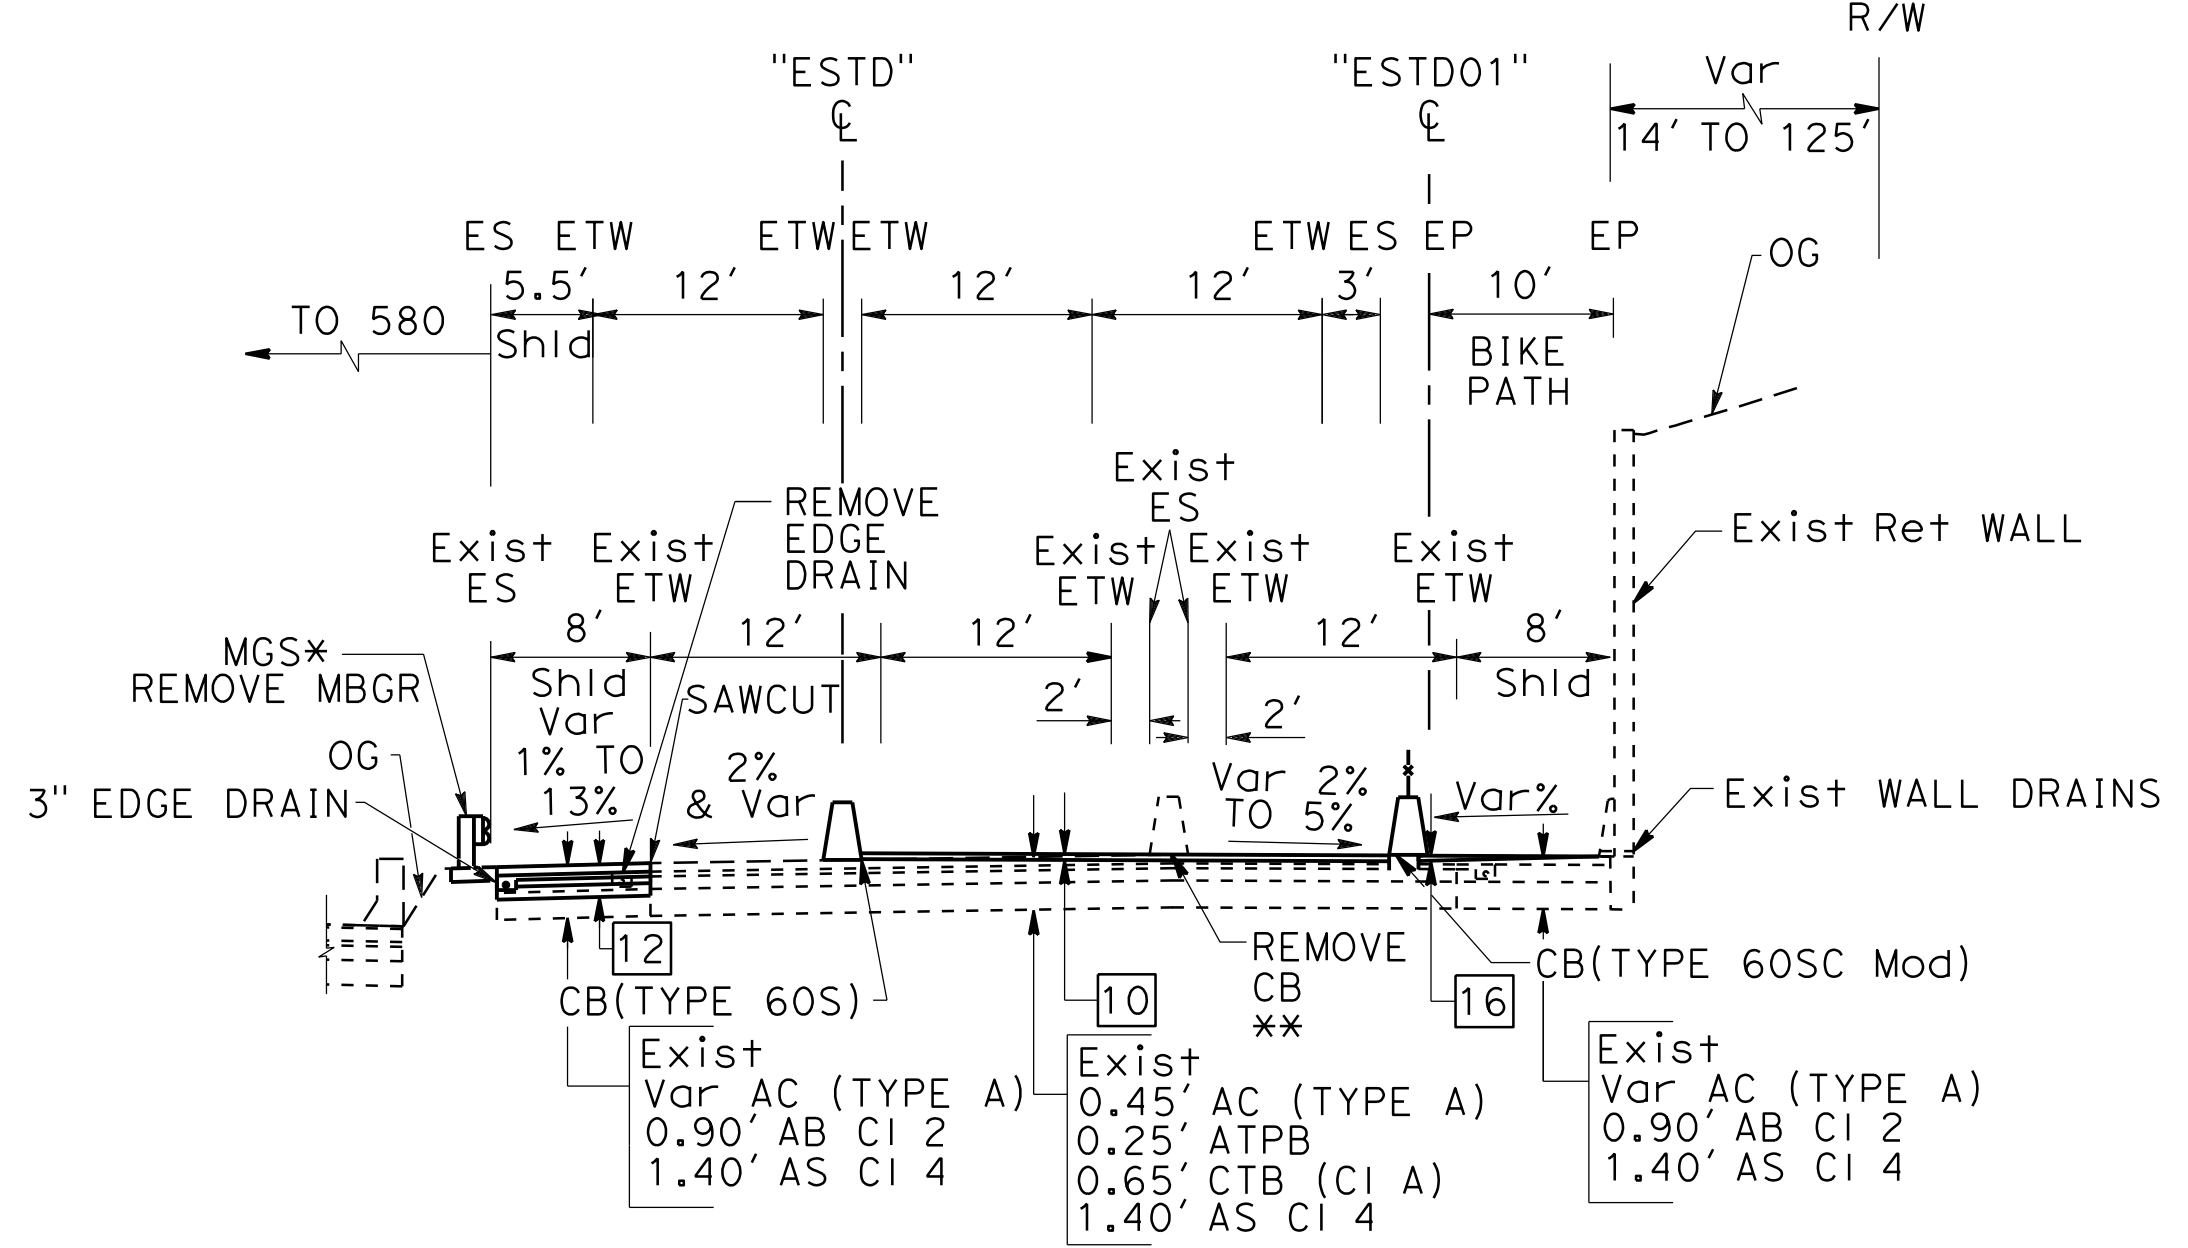 R/W
"ESTD"
"ESTD01"
Var
℄
℄
14' TO 125'
ES ETW ETW ETW ETW ES EP EP
OG
5.5' 12' 12' 12' 3' 10'
TO 580
Shld
BIKE
PATH
Exist
ES
REMOVE
EDGE
DRAIN
Exist Ret WALL
Exist
ES
Exist
ETW
Exist
ETW
Exist
ETW
Exist
ETW
8' 12' 12' 12' 8'
MGS*
REMOVE MBGR
Shld
Var
1% TO
13%
SAWCUT
2'
2'
Shld
OG
2%
& Var
Var 2%
TO 5%
Var%
3" EDGE DRAIN
Exist WALL DRAINS
12
REMOVE
CB
**
CB(TYPE 60SC Mod)
CB(TYPE 60S)
10
16
Exist
Var AC (TYPE A)
0.90' AB Cl 2
1.40' AS Cl 4
Exist
0.45' AC (TYPE A)
0.25' ATPB
0.65' CTB (Cl A)
1.40' AS Cl 4
Exist
Var AC (TYPE A)
0.90' AB Cl 2
1.40' AS Cl 4